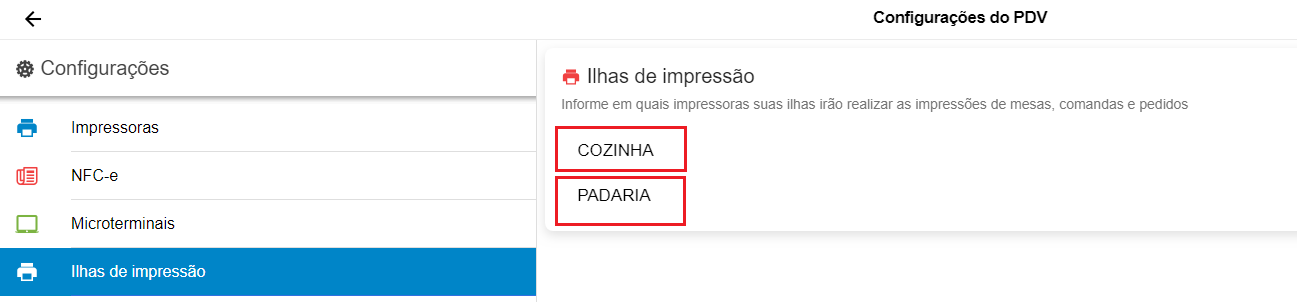 Configurações do PDV
Configurações
Impressoras
NFC-e
Microterminais
Ilhas de impressão
Ilhas de impressão
Informe em quais impressoras suas ilhas irão realizar as impressões de mesas, comandas e pedidos
COZINHA
PADARIA